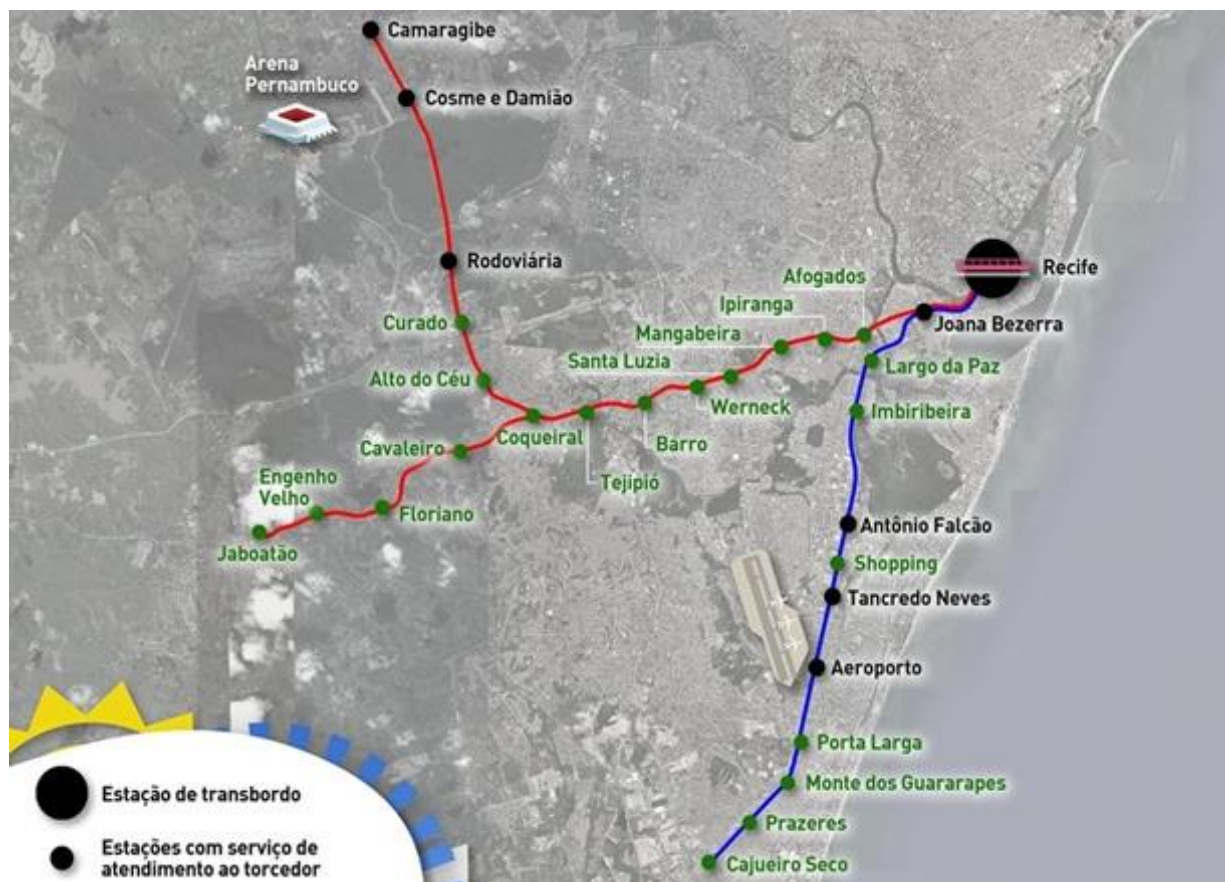 Camaragibe
Arena
Pernambuco
Cosme e Damião
Rodoviária
Recife
Afogados
Ipiranga
Joana Bezerra
Curado
Mangabeira
Santa Luzia
Largo da Paz
Alto do Céu
Werneck
Imbiribeira
Coqueiral
Barro
Cavaleiro
Tejipió
Engenho
Velho
Floriano
Antônio Falcão
Jaboatão
Shopping
Tancredo Neves
Aeroporto
Porta Larga
Monte dos Guararapes
Prazeres
Cajueiro Seco
Estação de transbordo
Estações com serviço de
atendimento ao torcedor